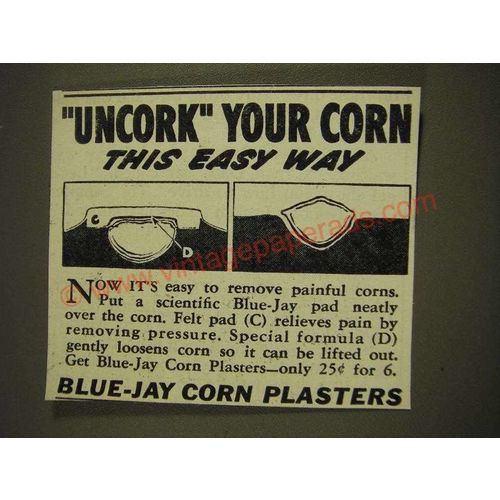 "UNCORK" YOUR CORN
THIS EASY WAY
C
D
NOW IT'S easy to remove painful corns.
Put a scientific Blue-Jay pad neatly
over the corn. Felt pad (C) relieves pain by
removing pressure. Special formula (D)
gently loosens corn so it can be lifted out.
Get Blue-Jay Corn Plasters—only 25¢ for 6.
BLUE-JAY CORN PLASTERS
© www.vintagepaperads.com